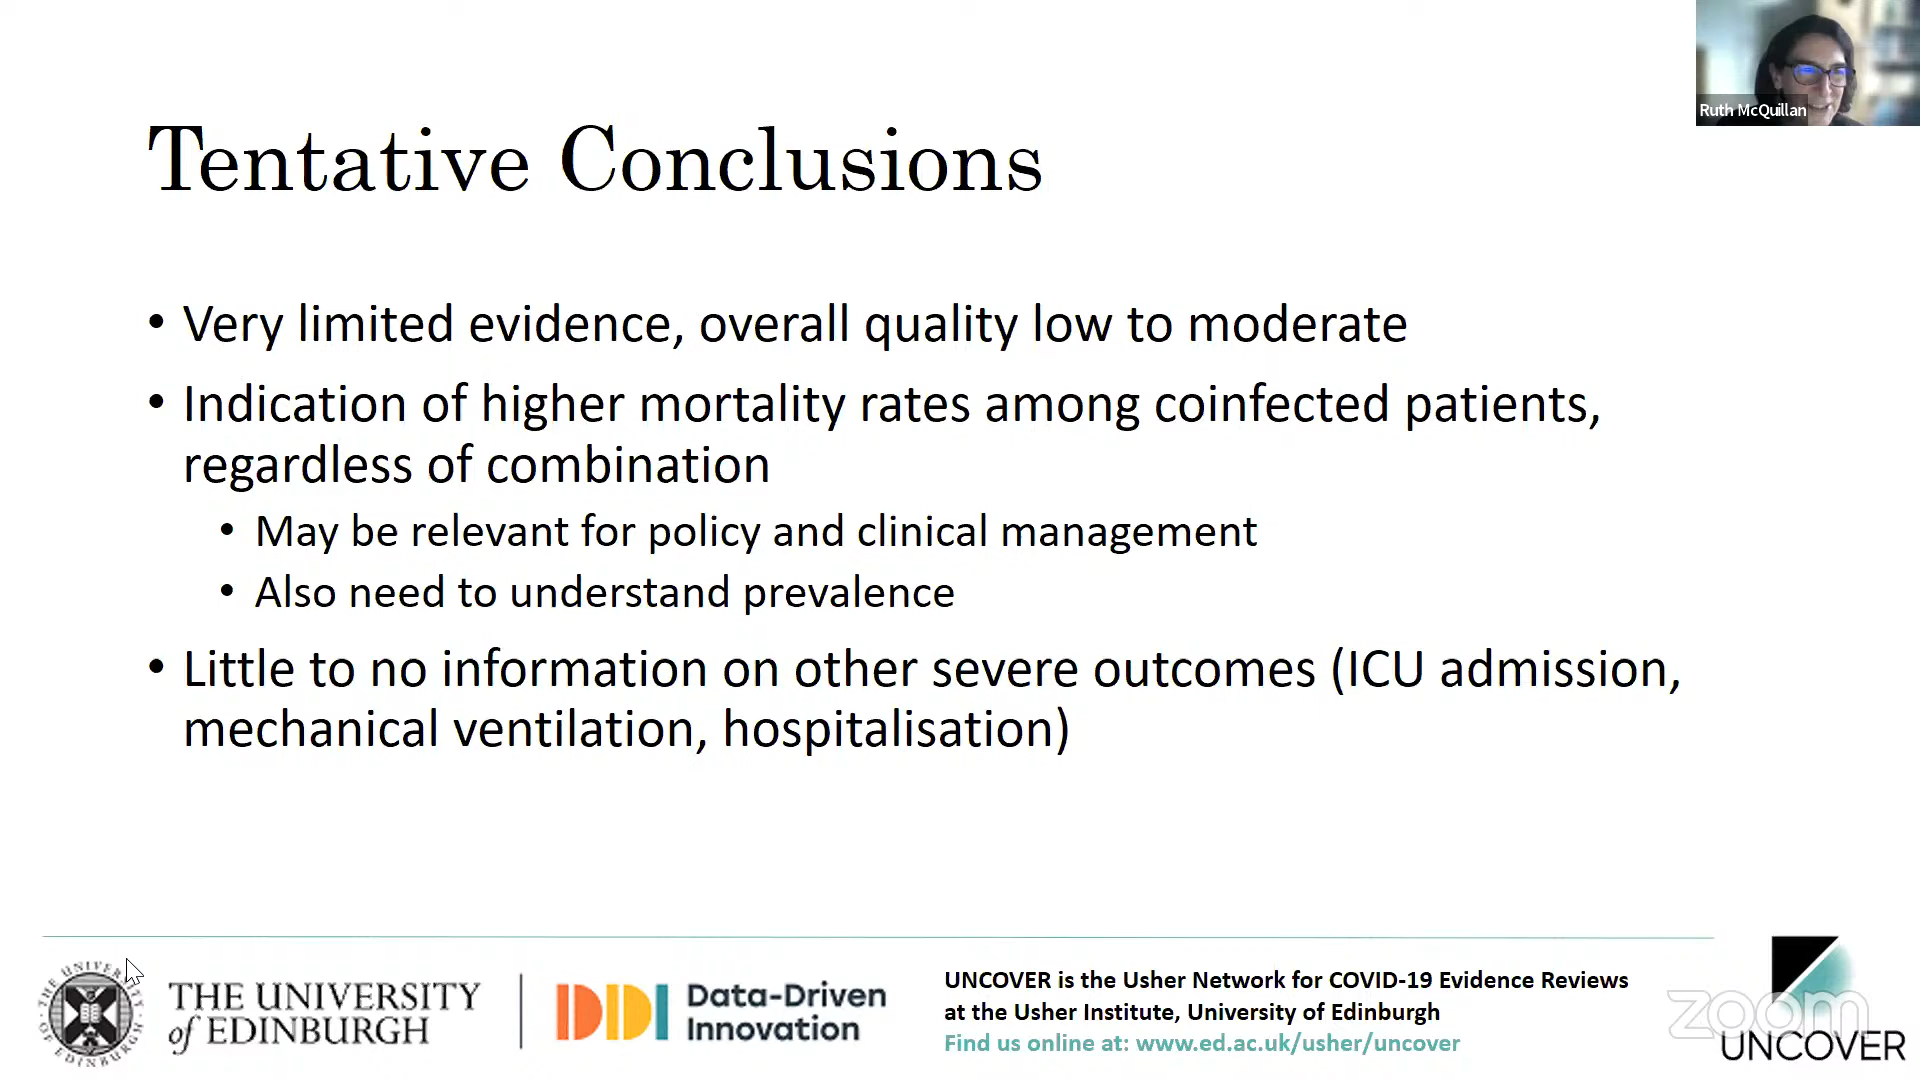 Ruth McQuillan
Tentative Conclusions
• Very limited evidence, overall quality low to moderate
• Indication of higher mortality rates among coinfected patients,
regardless of combination
• May be relevant for policy and clinical management
• Also need to understand prevalence
• Little to no information on other severe outcomes (ICU admission,
mechanical ventilation, hospitalisation)
THE UNIVERSITY OF EDINBURGH
THE UNIVERSITY
of EDINBURGH
DDI
Data-Driven
Innovation
UNCOVER is the Usher Network for COVID-19 Evidence Reviews
at the Usher Institute, University of Edinburgh
Find us online at: www.ed.ac.uk/usher/uncover
zoom
UNCOVER